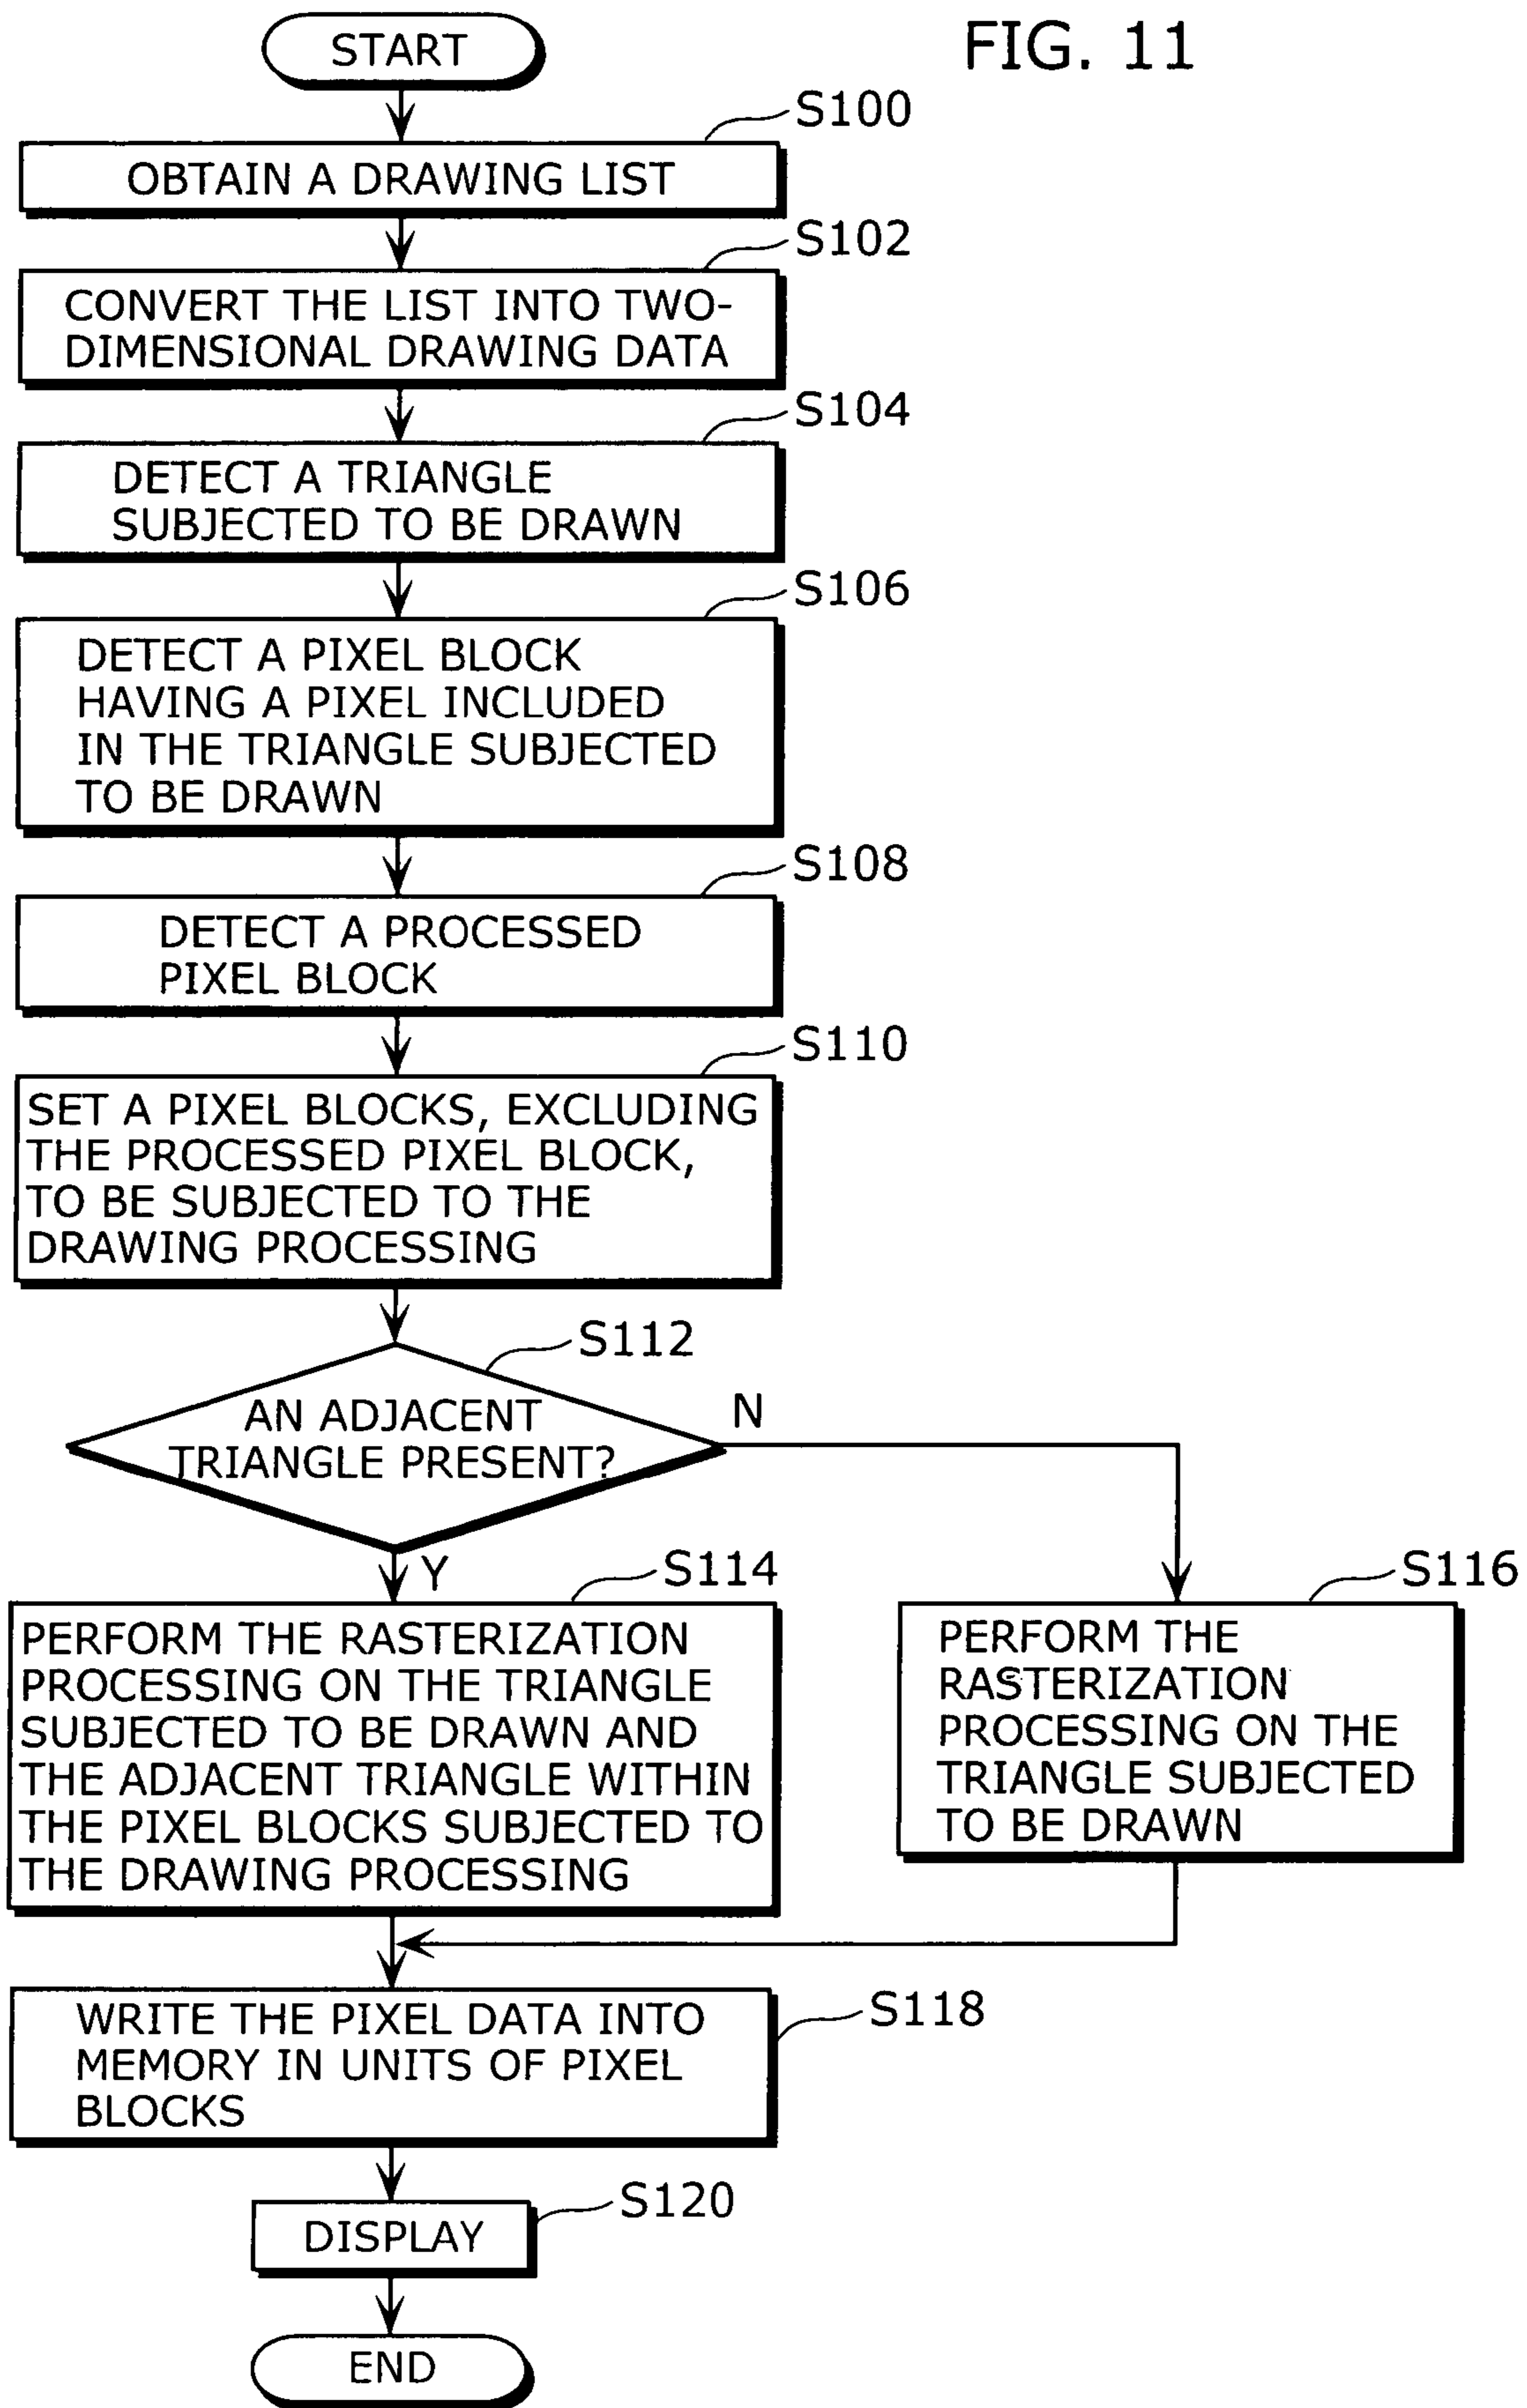 START
FIG. 11
S100
OBTAIN A DRAWING LIST
S102
CONVERT THE LIST INTO TWO-
DIMENSIONAL DRAWING DATA
S104
DETECT A TRIANGLE
SUBJECTED TO BE DRAWN
S106
DETECT A PIXEL BLOCK
HAVING A PIXEL INCLUDED
IN THE TRIANGLE SUBJECTED
TO BE DRAWN
S108
DETECT A PROCESSED
PIXEL BLOCK
S110
SET A PIXEL BLOCKS, EXCLUDING
THE PROCESSED PIXEL BLOCK,
TO BE SUBJECTED TO THE
DRAWING PROCESSING
S112
AN ADJACENT
TRIANGLE PRESENT?
N
Y
S114
PERFORM THE RASTERIZATION
PROCESSING ON THE TRIANGLE
SUBJECTED TO BE DRAWN AND
THE ADJACENT TRIANGLE WITHIN
THE PIXEL BLOCKS SUBJECTED TO
THE DRAWING PROCESSING
S116
PERFORM THE
RASTERIZATION
PROCESSING ON THE
TRIANGLE SUBJECTED
TO BE DRAWN
S118
WRITE THE PIXEL DATA INTO
MEMORY IN UNITS OF PIXEL
BLOCKS
S120
DISPLAY
END